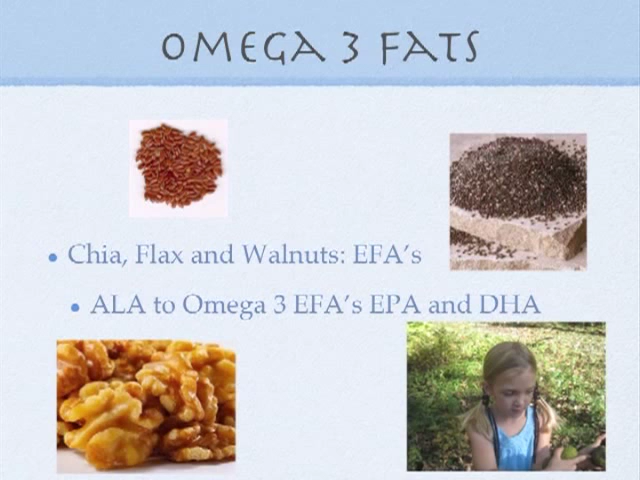 OMEGA 3 FATS
Chia, Flax and Walnuts: EFA's
ALA to Omega 3 EFA's EPA and DHA